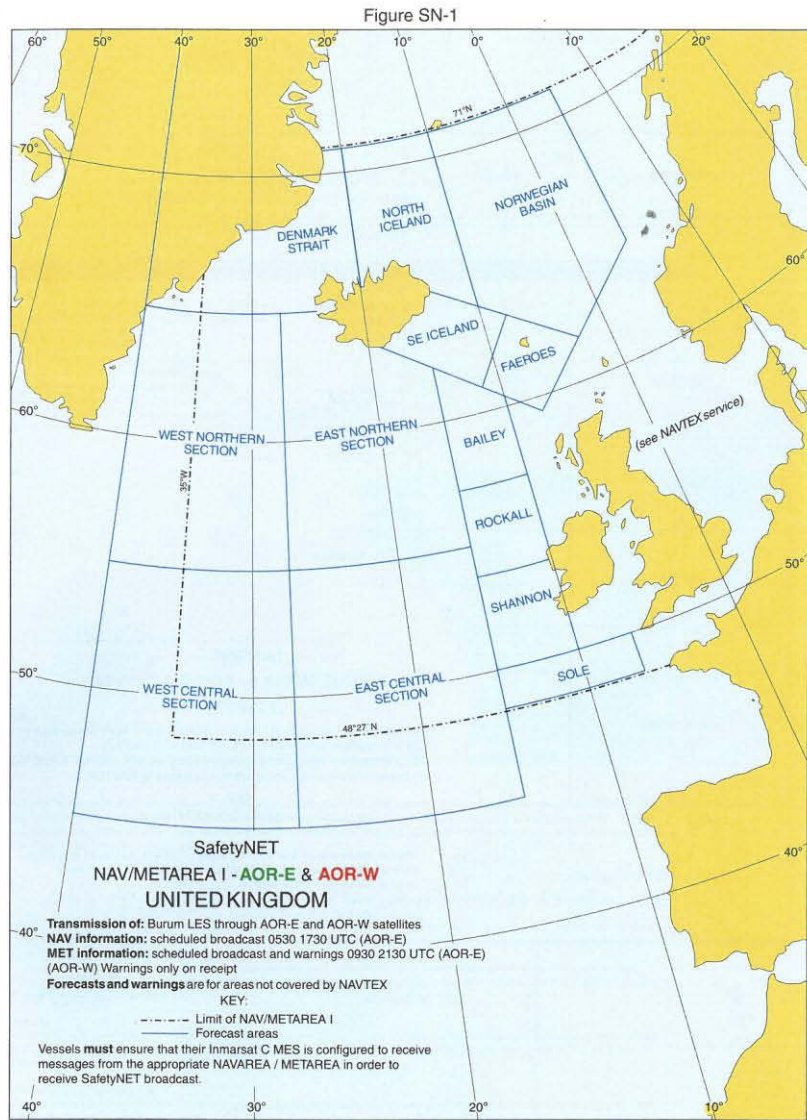 Figure SN-1
60° 50° 40° 30° 20° 10° 0° 10° 20°
71°N
70°
NORTH
ICELAND
NORWEGIAN
BASIN
DENMARK
STRAIT
60°
SE ICELAND
FAEROES
60°
(see NAVTEX service)
WEST NORTHERN
SECTION
EAST NORTHERN
SECTION
BAILEY
35°W
ROCKALL
50°
SHANNON
50°
WEST CENTRAL
SECTION
EAST CENTRAL
SECTION
SOLE
48°27' N
SafetyNET
40°
NAV/METAREA I - AOR-E & AOR-W
UNITED KINGDOM
Transmission of: Burum LES through AOR-E and AOR-W satellites
40°
NAV information: scheduled broadcast 0530 1730 UTC (AOR-E)
MET information: scheduled broadcast and warnings 0930 2130 UTC (AOR-E)
(AOR-W) Warnings only on receipt
Forecasts and warnings are for areas not covered by NAVTEX
KEY:
Limit of NAV/METAREA I
Forecast areas
Vessels must ensure that their Inmarsat C MES is configured to receive
messages from the appropriate NAVAREA / METAREA in order to
receive SafetyNET broadcast.
40° 30° 20° 10°